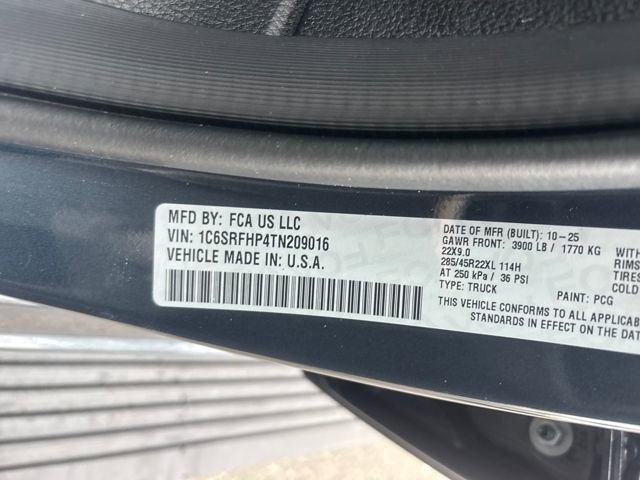 MFD BY: FCA US LLC
VIN: 1C6SRFHP4TN209016
VEHICLE MADE IN: U.S.A.
DATE OF MFR (BUILT): 10-25
GAWR FRONT: 3900 LB / 1770 KG WITH
22X9.0 RIMS
285/45R22XL 114H TIRES
AT 250 kPa / 36 PSI COLD
TYPE: TRUCK PAINT: PCG
THIS VEHICLE CONFORMS TO ALL APPLICAB
STANDARDS IN EFFECT ON THE DAT